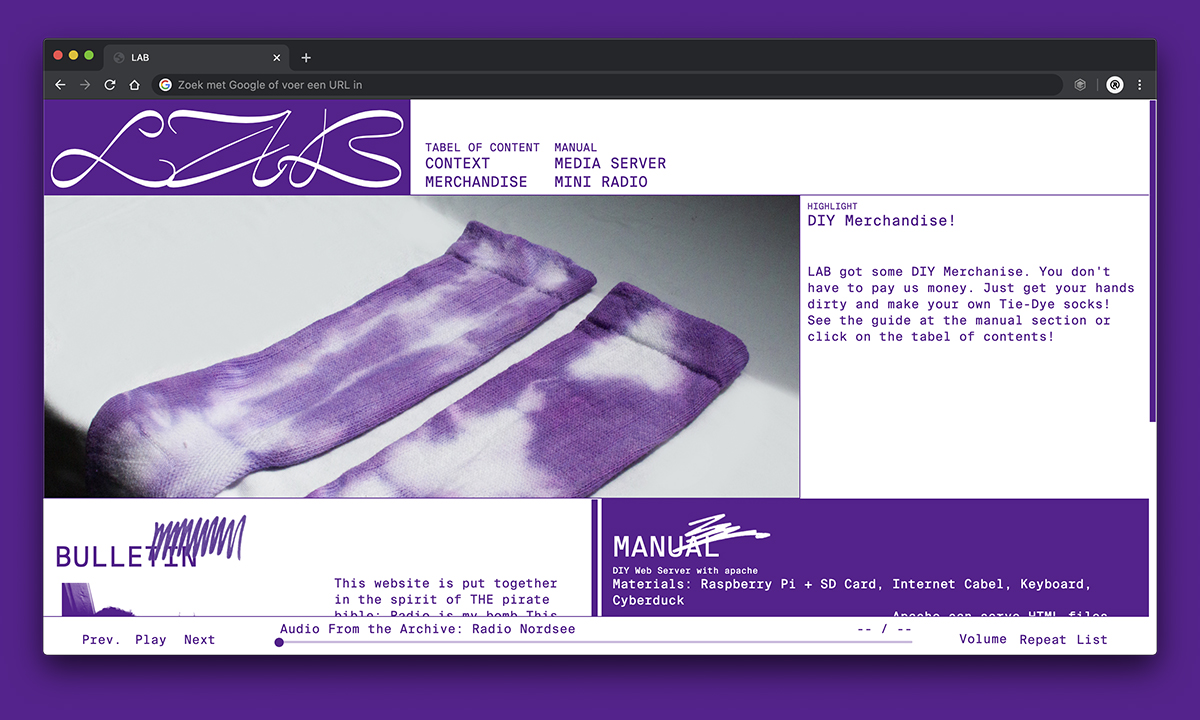 LAB
Zoek met Google of voer een URL in
LAB
TABEL OF CONTENT
CONTEXT
MERCHANDISE
MANUAL
MEDIA SERVER
MINI RADIO
HIGHLIGHT
DIY Merchandise!
LAB got some DIY Merchanise. You don't
have to pay us money. Just get your hands
dirty and make your own Tie-Dye socks!
See the guide at the manual section or
click on the tabel of contents!
BULLETIN
This website is put together
in the spirit of THE pirate
bible: Radio is my bomb This
MANUAL
DIY Web Server with apache
Materials: Raspberry Pi + SD Card, Internet Cabel, Keyboard,
Cyberduck
Apache can serve HTML files
Prev. Play Next
Audio From the Archive: Radio Nordsee
-- / --
Volume Repeat List